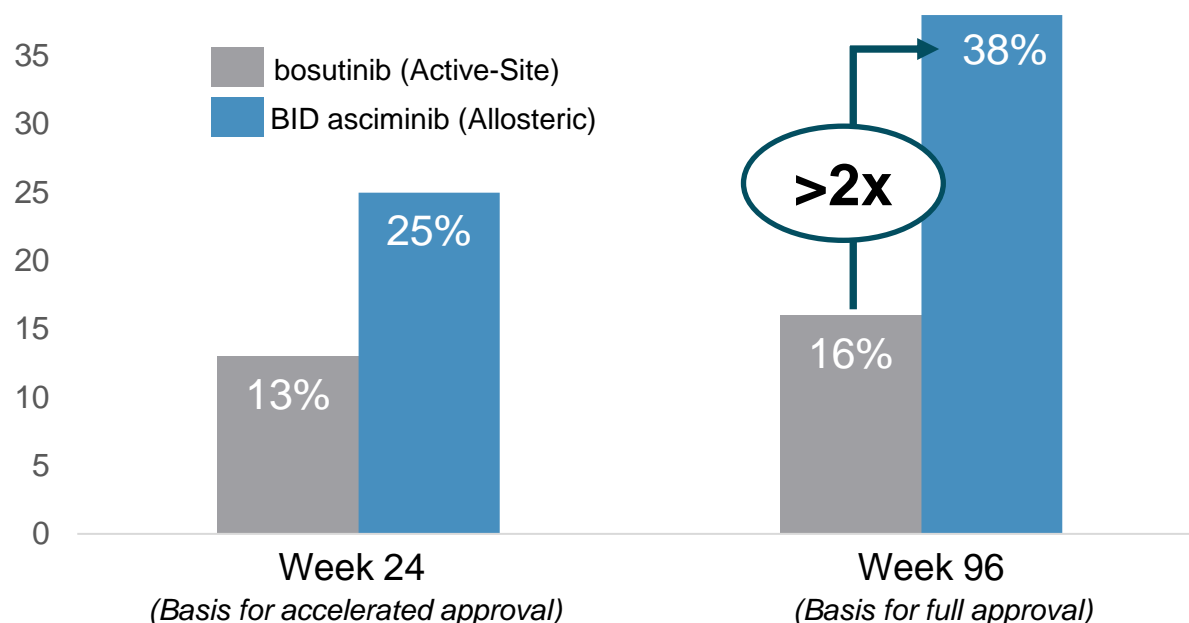 35
30
25
20
15
10
5
0
bosutinib (Active-Site)
BID asciminib (Allosteric)
13%
25%
16%
38%
>2x
Week 24
(Basis for accelerated approval)
Week 96
(Basis for full approval)